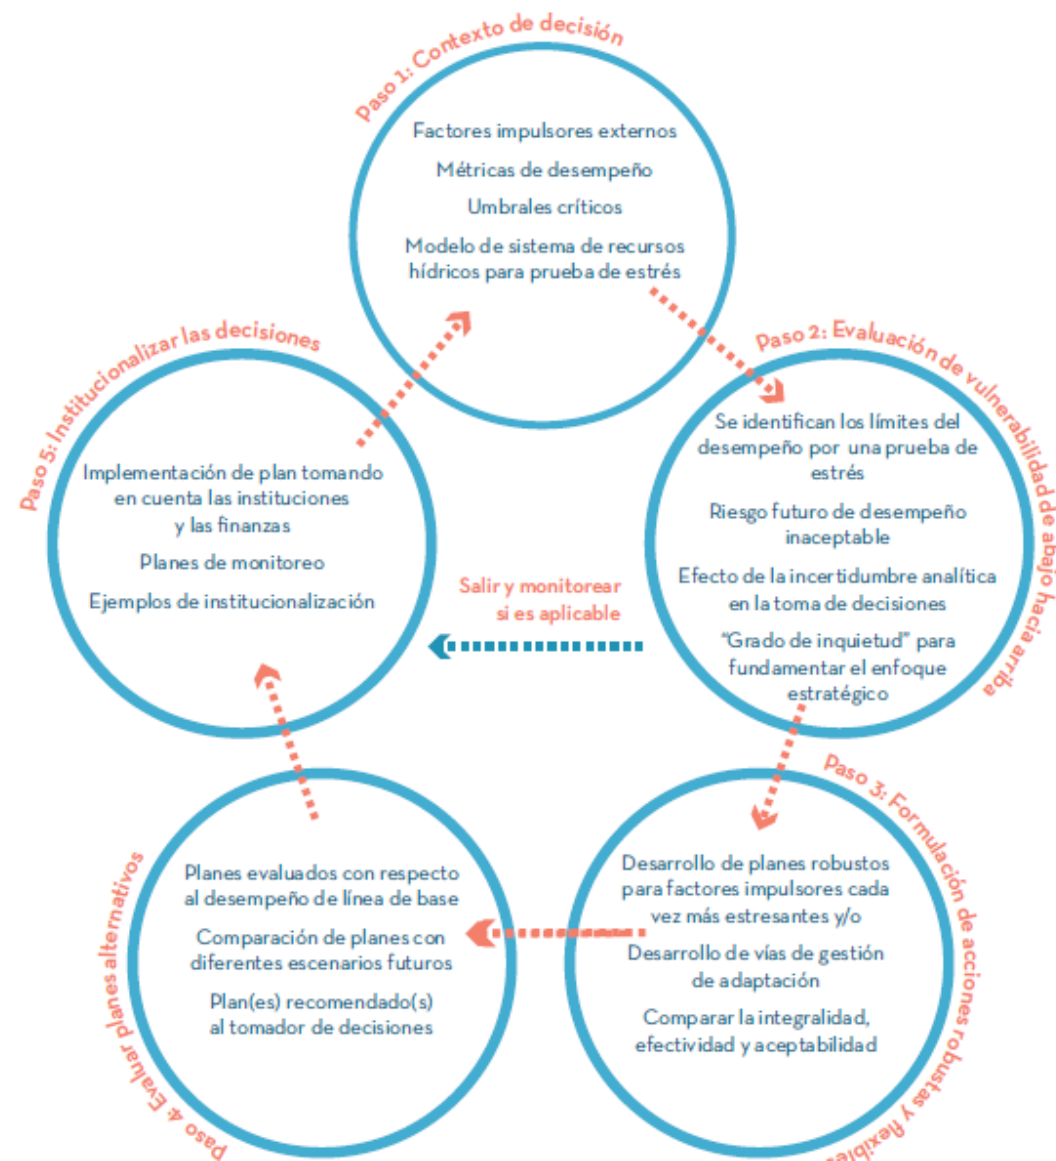 Paso 1: Contexto de decisión
Factores impulsores externos
Métricas de desempeño
Umbrales críticos
Modelo de sistema de recursos
hídricos para prueba de estrés
Paso 2: Evaluación de vulnerabilidad de abajo hacia arriba
Se identifican los límites del
desempeño por una prueba de
estrés
Riesgo futuro de desempeño
inaceptable
Efecto de la incertidumbre analítica
en la toma de decisiones
“Grado de inquietud” para
fundamentar el enfoque
estratégico
Salir y monitorear
si es aplicable
Paso 3: Formulación de acciones robustas y flexibles
Desarrollo de planes robustos
para factores impulsores cada
vez más estresantes y/o
Desarrollo de vías de gestión
de adaptación
Comparar la integralidad,
efectividad y aceptabilidad
Paso 4: Evaluar planes alternativos
Planes evaluados con respecto
al desempeño de línea de base
Comparación de planes con
diferentes escenarios futuros
Plan(es) recomendado(s)
al tomador de decisiones
Paso 5: Institucionalizar las decisiones
Implementación de plan tomando
en cuenta las instituciones
y las finanzas
Planes de monitoreo
Ejemplos de institucionalización